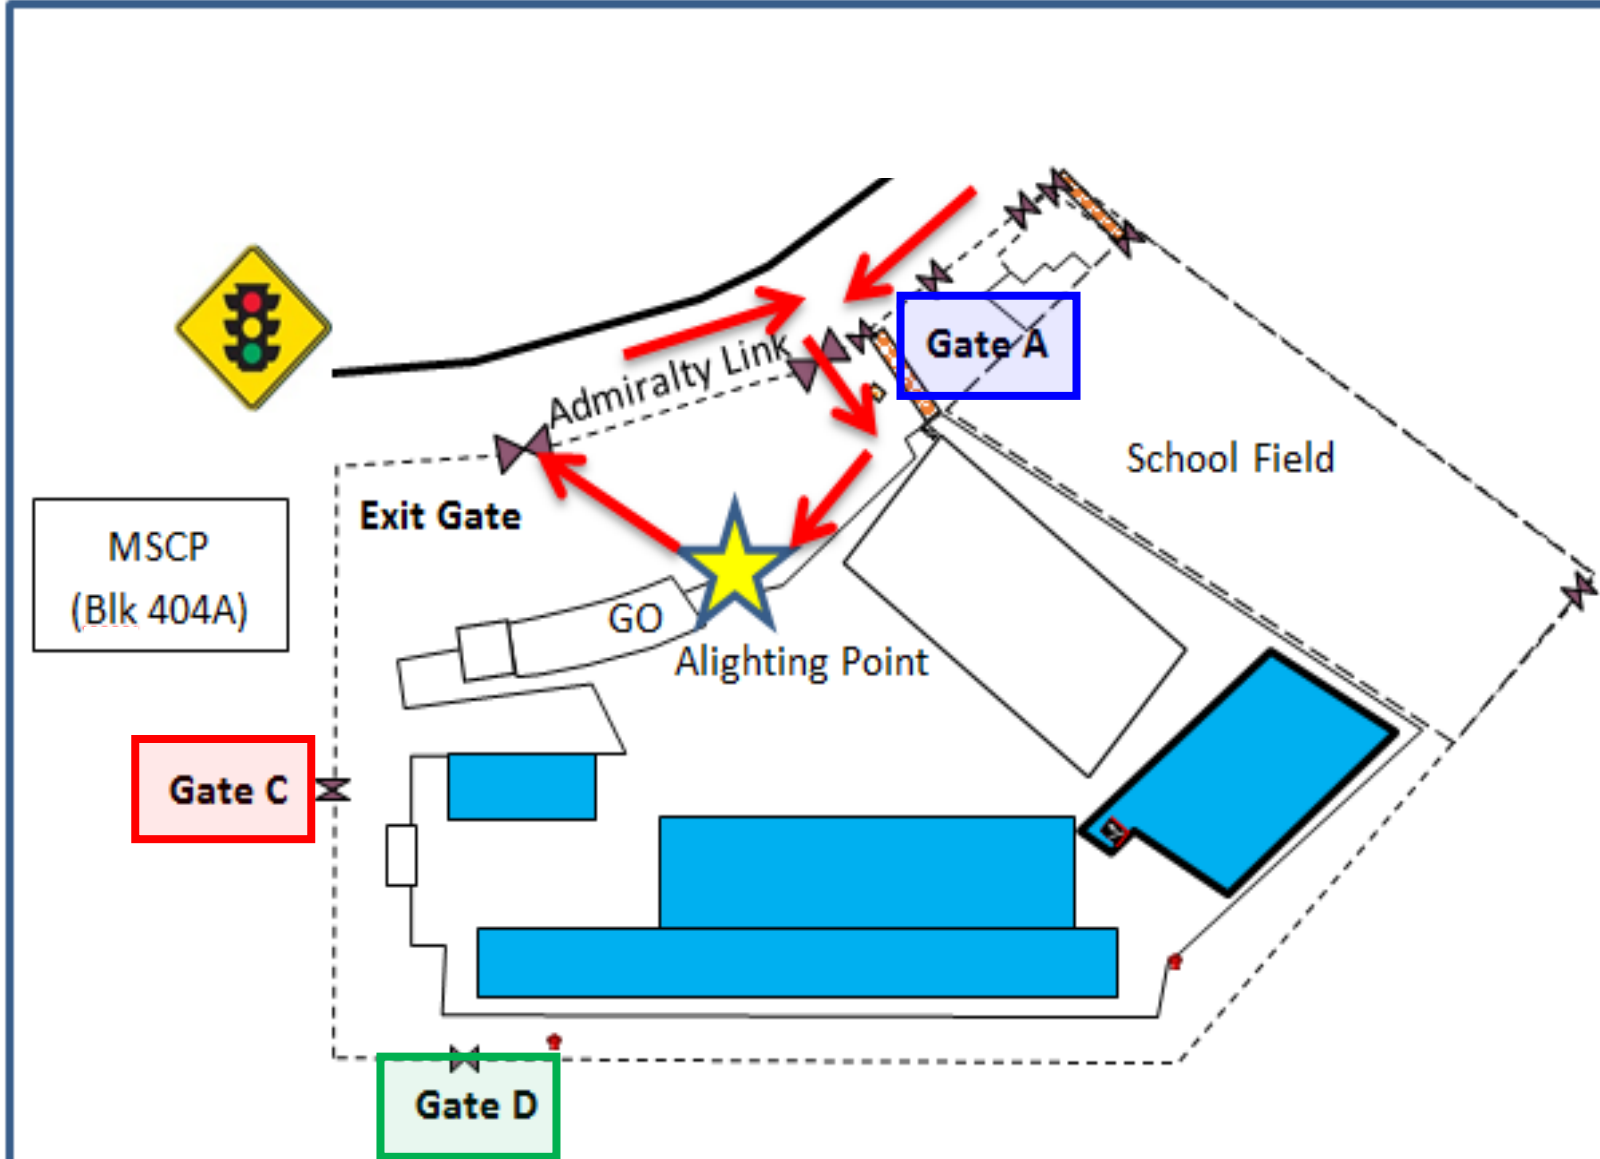 Gate A
Admiralty Link
School Field
Exit Gate
MSCP
(Blk 404A)
GO
Alighting Point
Gate C
Gate D